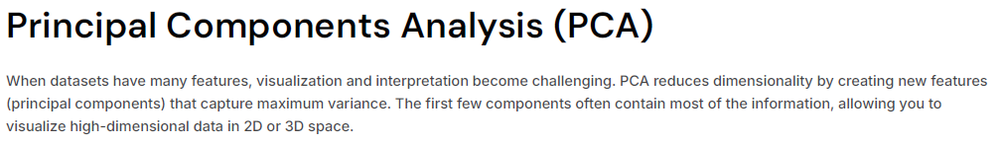 Principal Components Analysis (PCA)
When datasets have many features, visualization and interpretation become challenging. PCA reduces dimensionality by creating new features
(principal components) that capture maximum variance. The first few components often contain most of the information, allowing you to
visualize high-dimensional data in 2D or 3D space.